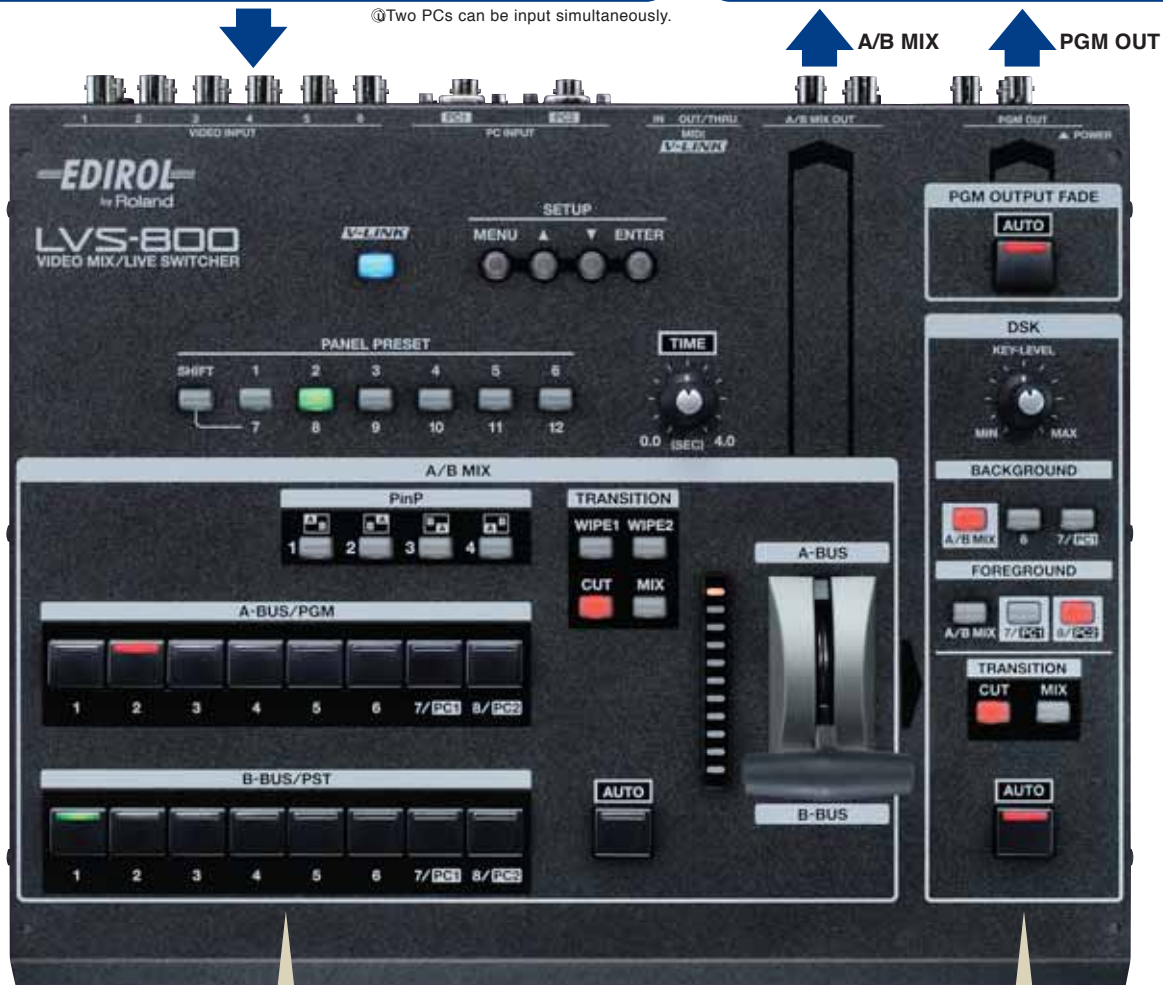 ①Two PCs can be input simultaneously.
A/B MIX
PGM OUT
1 2 3 4 5 6
VIDEO INPUT
PC1 PC2
PC INPUT
IN OUT/THRU
MIDI
V-LINK
A/B MIX OUT
PGM OUT
▲ POWER
EDIROL
by Roland
LVS-800
VIDEO MIX/LIVE SWITCHER
V-LINK
SETUP
MENU ▲ ▼ ENTER
PGM OUTPUT FADE
AUTO
PANEL PRESET
SHIFT 1 2 3 4 5 6
7 8 9 10 11 12
TIME
0.0 (SEC) 4.0
DSK
KEY-LEVEL
MIN MAX
BACKGROUND
A/B MIX 6 7/PC1
FOREGROUND
A/B MIX 7/PC1 8/PC2
TRANSITION
CUT MIX
AUTO
A/B MIX
PinP
A B B A B A A B
1 2 3 4
TRANSITION
WIPE1 WIPE2
CUT MIX
A-BUS
B-BUS
A-BUS/PGM
1 2 3 4 5 6 7/PC1 8/PC2
B-BUS/PST
1 2 3 4 5 6 7/PC1 8/PC2
AUTO